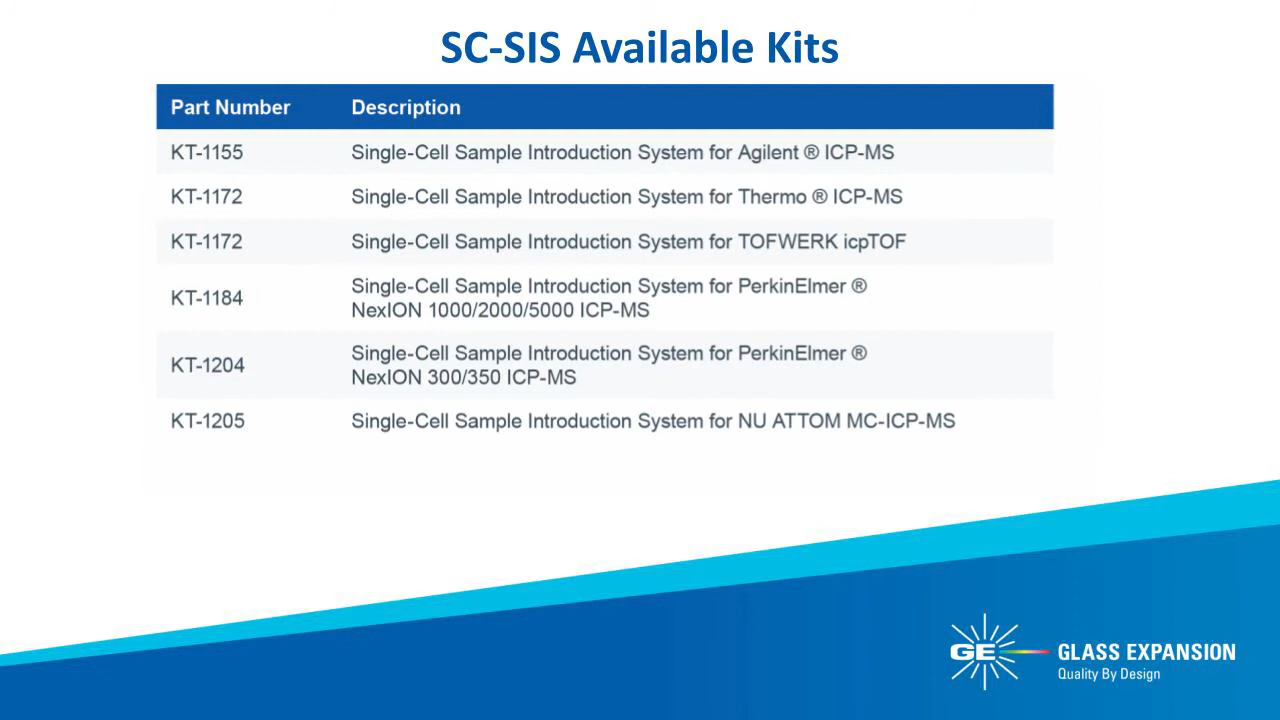 SC-SIS Available Kits
Part Number Description
KT-1155 Single-Cell Sample Introduction System for Agilent ® ICP-MS
KT-1172 Single-Cell Sample Introduction System for Thermo ® ICP-MS
KT-1172 Single-Cell Sample Introduction System for TOFWERK icpTOF
KT-1184 Single-Cell Sample Introduction System for PerkinElmer ®
NexION 1000/2000/5000 ICP-MS
KT-1204 Single-Cell Sample Introduction System for PerkinElmer ®
NexION 300/350 ICP-MS
KT-1205 Single-Cell Sample Introduction System for NU ATTOM MC-ICP-MS
GE GLASS EXPANSION
Quality By Design